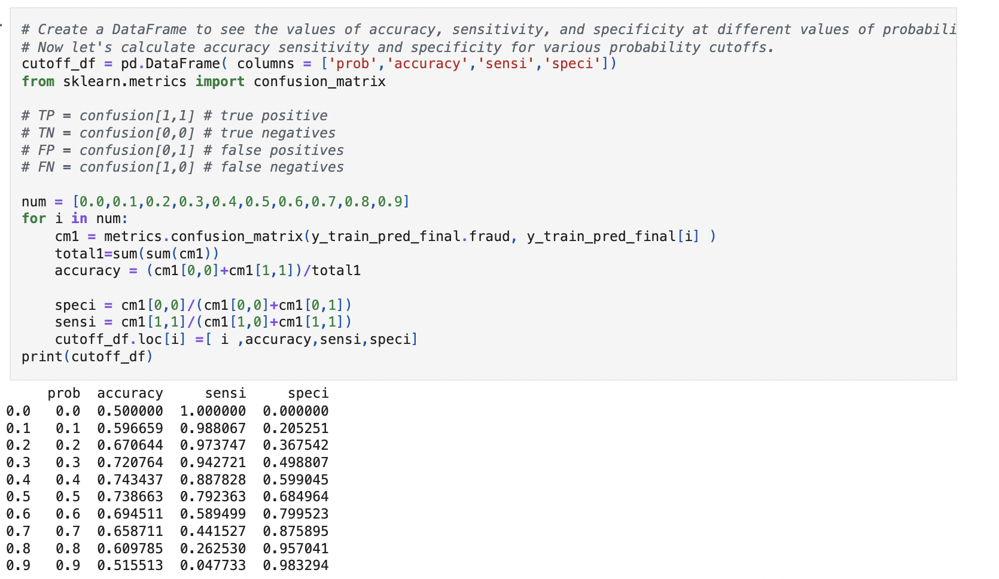 # Create a DataFrame to see the values of accuracy, sensitivity, and specificity at different values of probabili
# Now let's calculate accuracy sensitivity and specificity for various probability cutoffs.
cutoff_df = pd.DataFrame( columns = ['prob','accuracy','sensi','speci'])
from sklearn.metrics import confusion_matrix

# TP = confusion[1,1] # true positive
# TN = confusion[0,0] # true negatives
# FP = confusion[0,1] # false positives
# FN = confusion[1,0] # false negatives

num = [0.0,0.1,0.2,0.3,0.4,0.5,0.6,0.7,0.8,0.9]
for i in num:
    cm1 = metrics.confusion_matrix(y_train_pred_final.fraud, y_train_pred_final[i] )
    total1=sum(sum(cm1))
    accuracy = (cm1[0,0]+cm1[1,1])/total1

    speci = cm1[0,0]/(cm1[0,0]+cm1[0,1])
    sensi = cm1[1,1]/(cm1[1,0]+cm1[1,1])
    cutoff_df.loc[i] =[ i ,accuracy,sensi,speci]
print(cutoff_df)
     prob  accuracy     sensi     speci
0.0   0.0  0.500000  1.000000  0.000000
0.1   0.1  0.596659  0.988067  0.205251
0.2   0.2  0.670644  0.973747  0.367542
0.3   0.3  0.720764  0.942721  0.498807
0.4   0.4  0.743437  0.887828  0.599045
0.5   0.5  0.738663  0.792363  0.684964
0.6   0.6  0.694511  0.589499  0.799523
0.7   0.7  0.658711  0.441527  0.875895
0.8   0.8  0.609785  0.262530  0.957041
0.9   0.9  0.515513  0.047733  0.983294